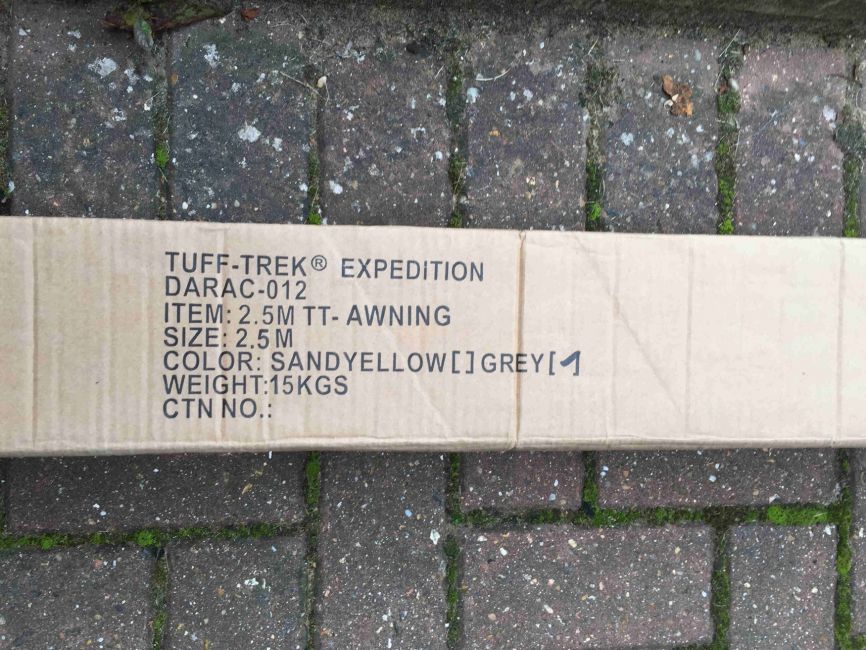 TUFF-TREK® EXPEDITION
DARAC-012
ITEM: 2.5M TT- AWNING
SIZE: 2.5M
COLOR: SANDYELLOW[ ] GREY[✓]
WEIGHT:15KGS
CTN NO.: